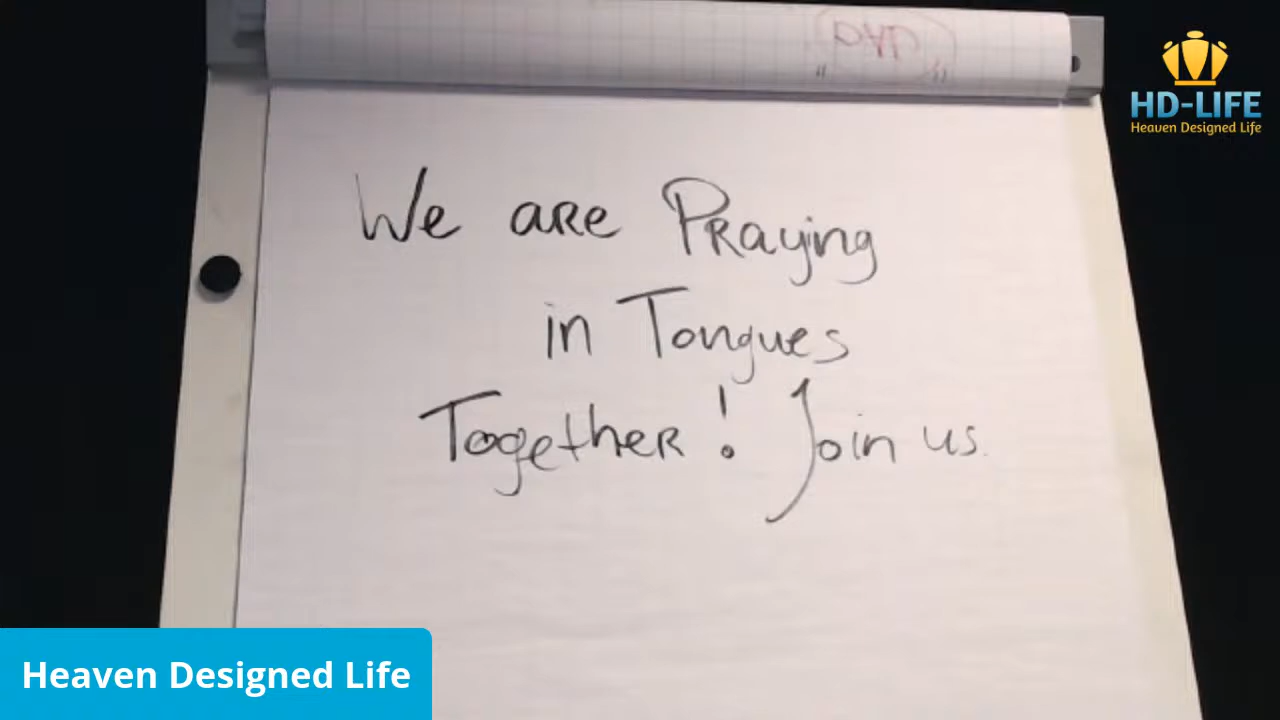 HD-LIFE
Heaven Designed Life
We are Praying
in Tongues
Together! Join us.
Heaven Designed Life